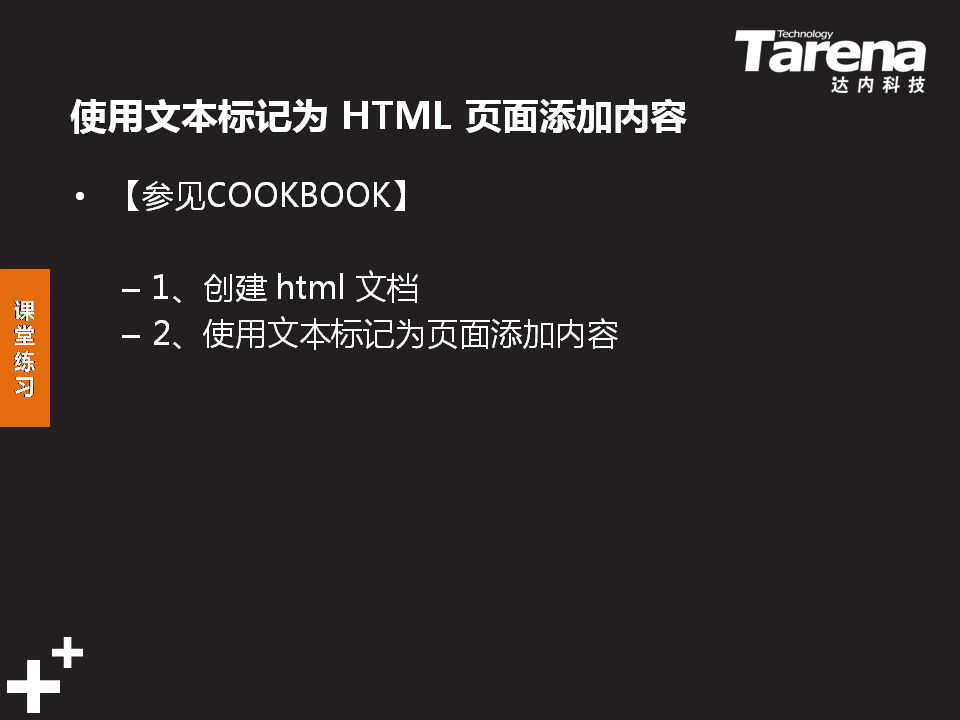 Technology
Tarena
达内科技
使用文本标记为 HTML 页面添加内容
• 【参见COOKBOOK】
– 1、创建 html 文档
– 2、使用文本标记为页面添加内容
课堂练习